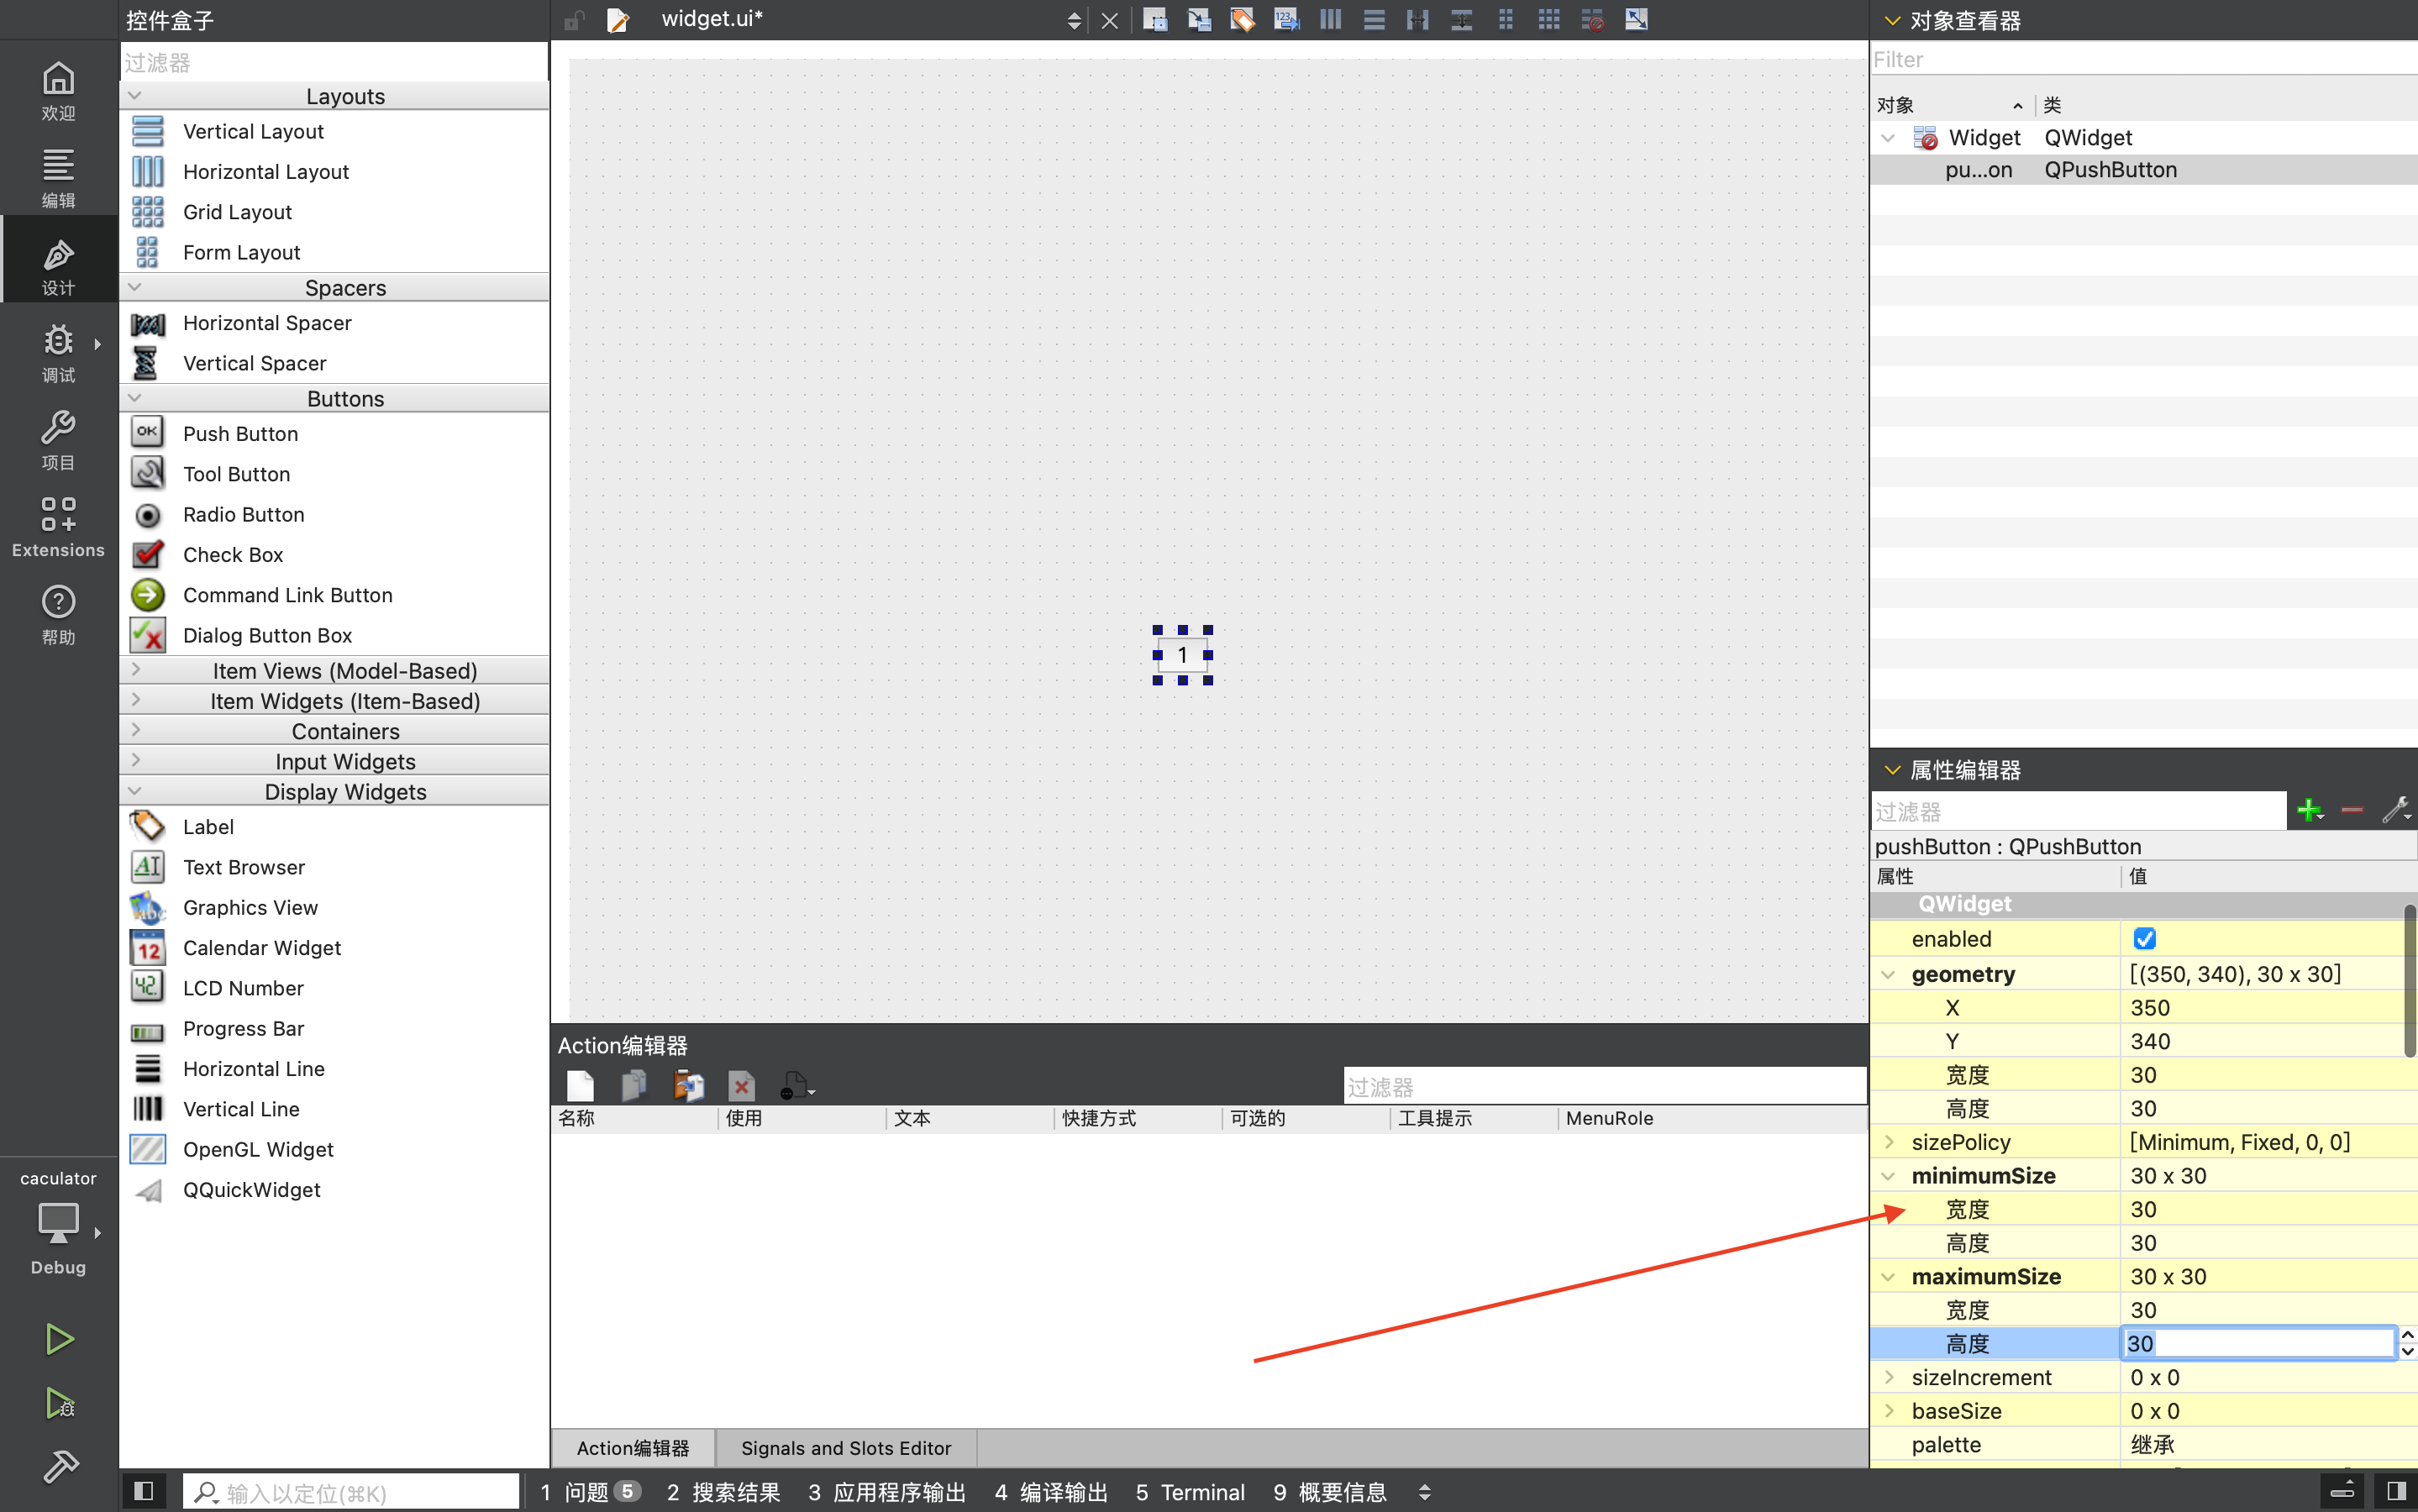 控件盒子
过滤器
Layouts
Vertical Layout
Horizontal Layout
Grid Layout
Form Layout
Spacers
Horizontal Spacer
Vertical Spacer
Buttons
OK
Push Button
Tool Button
Radio Button
Check Box
Command Link Button
Dialog Button Box
Item Views (Model-Based)
Item Widgets (Item-Based)
Containers
Input Widgets
Display Widgets
Label
AI
Text Browser
Graphics View
12
Calendar Widget
42
LCD Number
Progress Bar
Horizontal Line
Vertical Line
OpenGL Widget
QQuickWidget
欢迎
编辑
设计
调试
项目
Extensions
帮助
caculator
Debug
widget.ui*
123
1
Action编辑器
过滤器
名称 使用 文本 快捷方式 可选的 工具提示 MenuRole
Action编辑器 Signals and Slots Editor
对象查看器
Filter
对象 类
Widget QWidget
pu...on QPushButton
属性编辑器
过滤器
pushButton : QPushButton
属性 值
QWidget
enabled
geometry [(350, 340), 30 x 30]
X 350
Y 340
宽度 30
高度 30
sizePolicy [Minimum, Fixed, 0, 0]
minimumSize 30 x 30
宽度 30
高度 30
maximumSize 30 x 30
宽度 30
高度 30
sizeIncrement 0 x 0
baseSize 0 x 0
palette 继承
输入以定位(⌘K)
1 问题 5 2 搜索结果 3 应用程序输出 4 编译输出 5 Terminal 9 概要信息